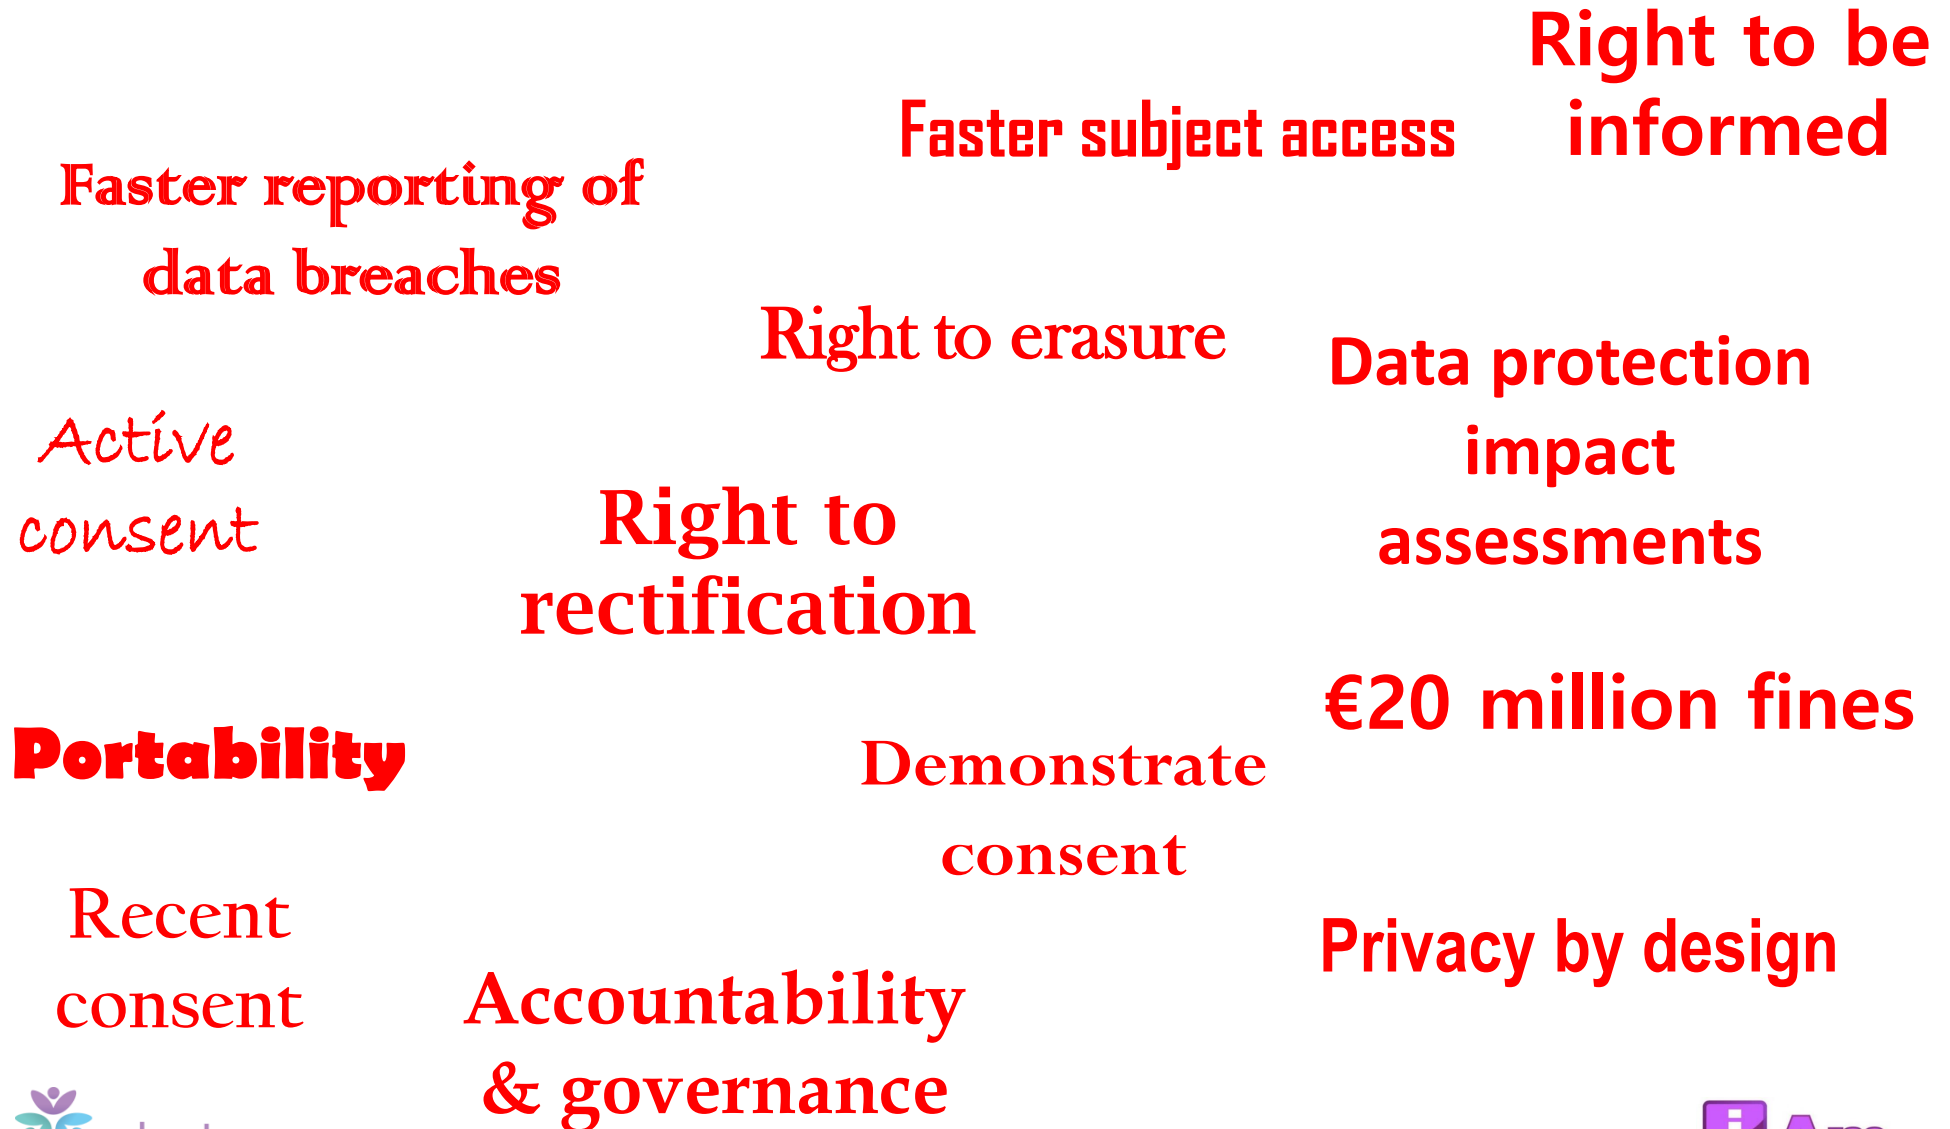 Right to be
informed
Faster subject access
Faster reporting of
data breaches
Right to erasure
Data protection
impact
assessments
Active
consent
Right to
rectification
€20 million fines
Portability
Demonstrate
consent
Recent
consent
Privacy by design
Accountability
& governance